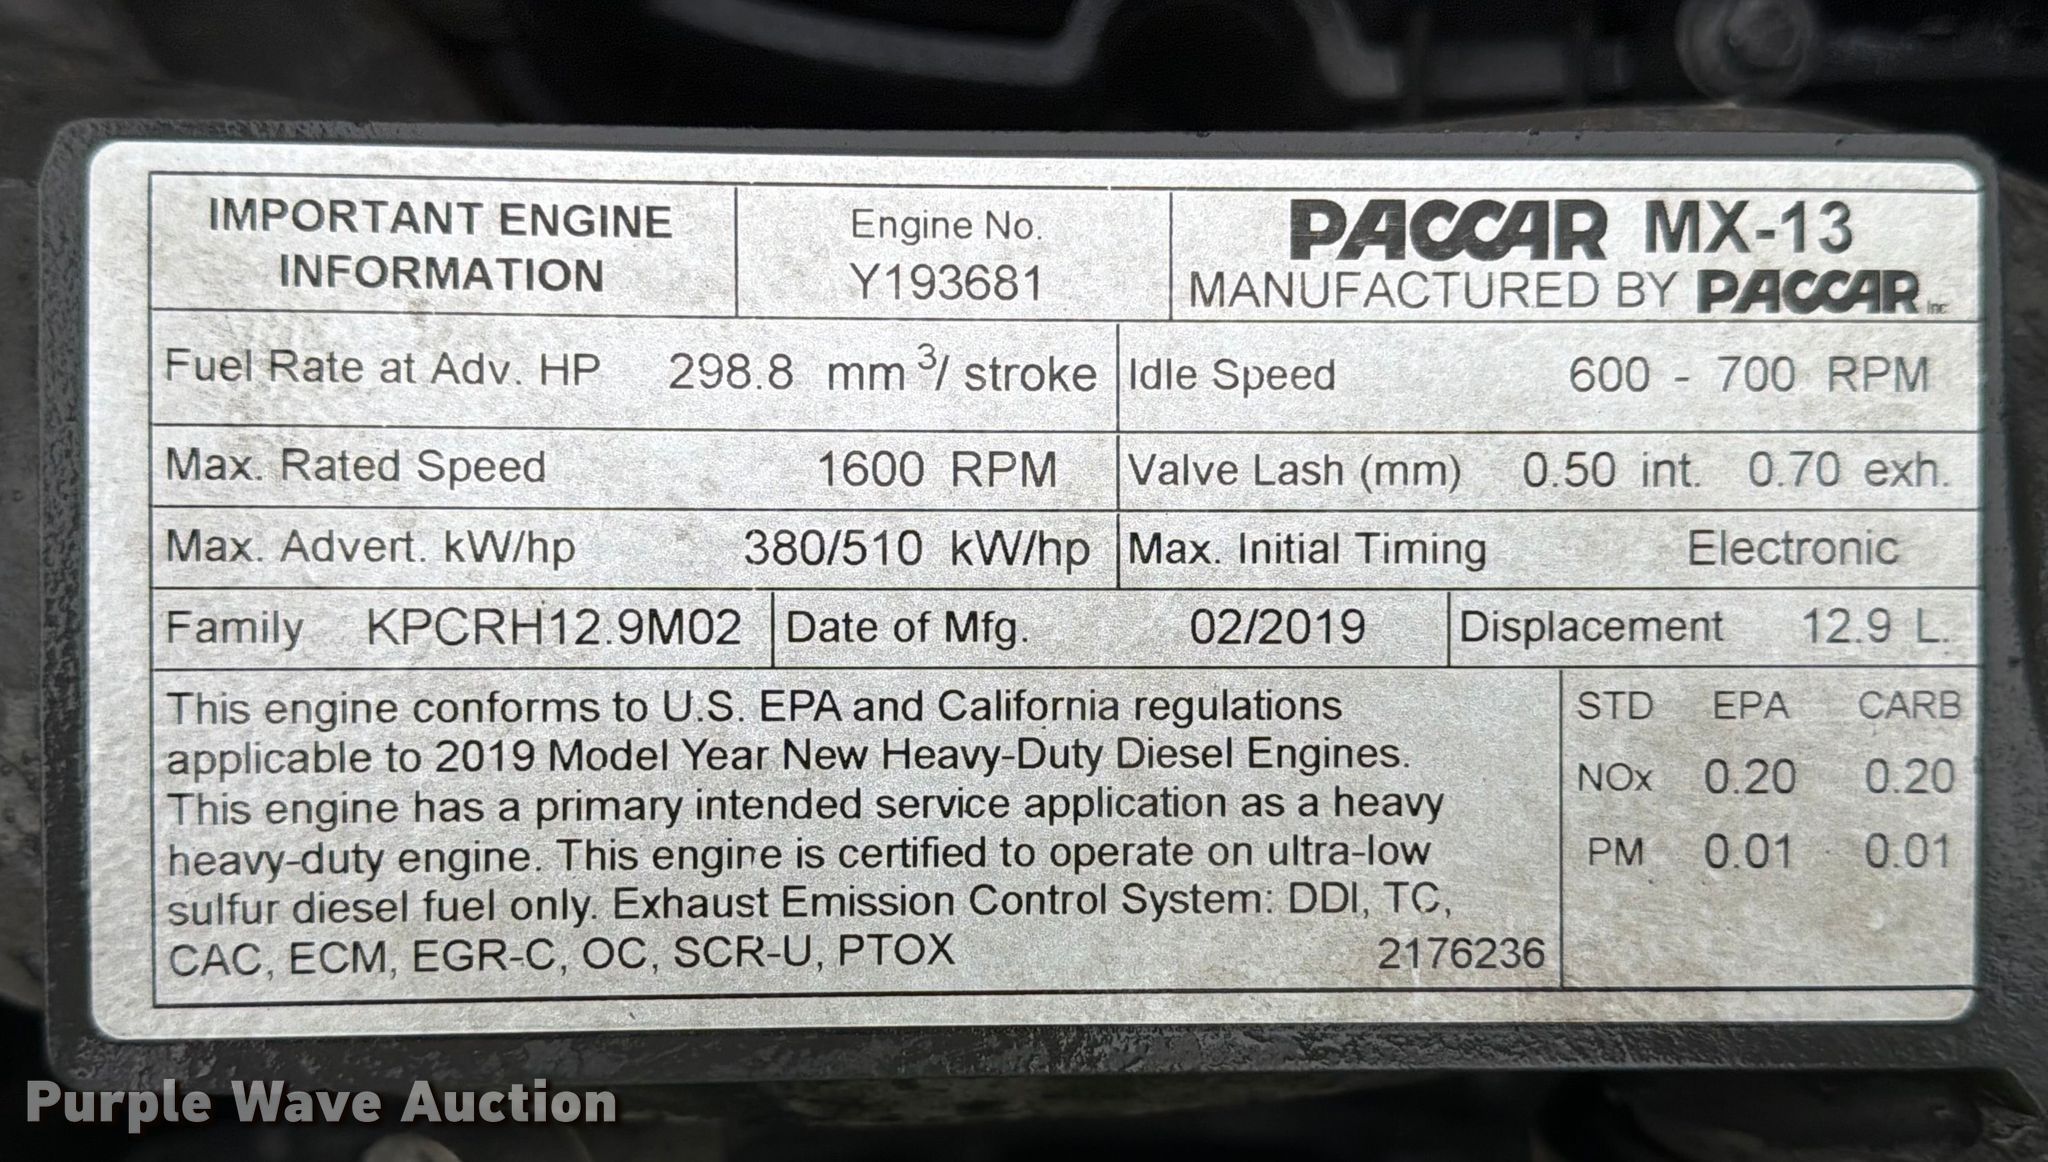 IMPORTANT ENGINE
INFORMATION
Engine No.
Y193681
PACCAR MX-13
MANUFACTURED BY PACCAR Inc
Fuel Rate at Adv. HP 298.8 mm³/ stroke
Idle Speed 600 - 700 RPM
Max. Rated Speed 1600 RPM
Valve Lash (mm) 0.50 int. 0.70 exh.
Max. Advert. kW/hp 380/510 kW/hp
Max. Initial Timing Electronic
Family KPCRH12.9M02
Date of Mfg. 02/2019
Displacement 12.9 L.
This engine conforms to U.S. EPA and California regulations
applicable to 2019 Model Year New Heavy-Duty Diesel Engines.
This engine has a primary intended service application as a heavy
heavy-duty engine. This engine is certified to operate on ultra-low
sulfur diesel fuel only. Exhaust Emission Control System: DDI, TC,
CAC, ECM, EGR-C, OC, SCR-U, PTOX 2176236
STD EPA CARB
NOx 0.20 0.20
PM 0.01 0.01
Purple Wave Auction